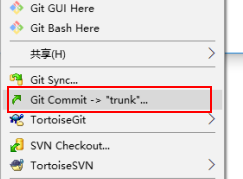 Git GUI Here
Git Bash Here
共享(H)
Git Sync...
Git Commit -> "trunk"...
TortoiseGit
SVN Checkout...
TortoiseSVN